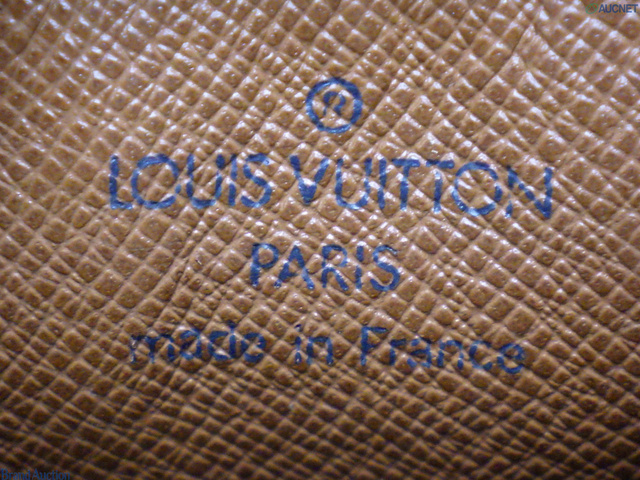 AUCNET
®
LOUIS VUITTON
PARIS
made in France